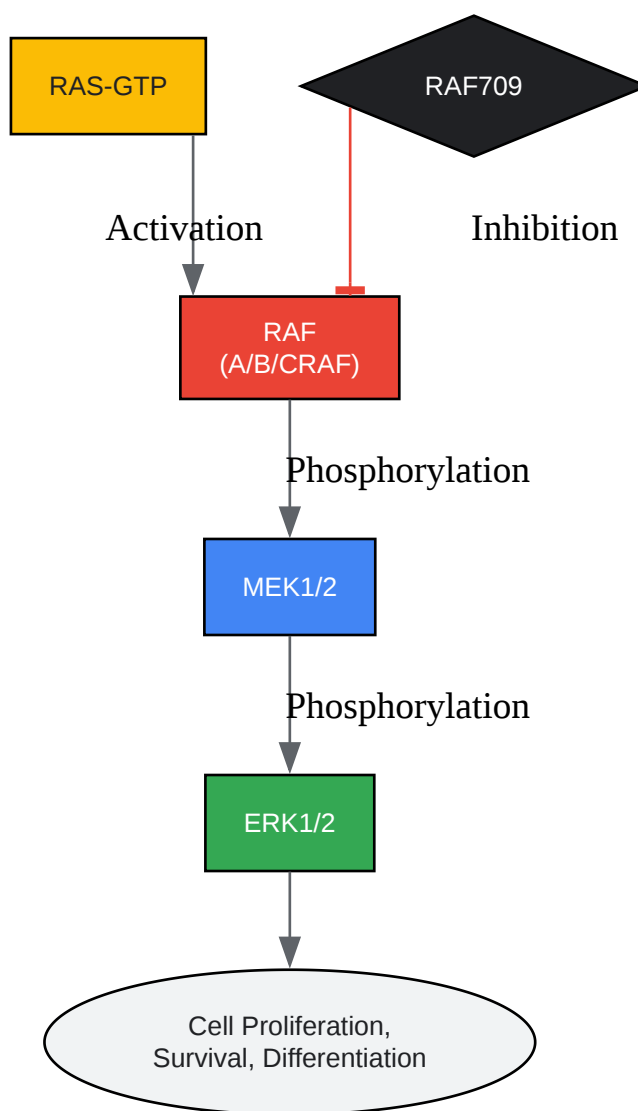 RAS-GTP
RAF709
Activation
Inhibition
RAF
(A/B/CRAF)
Phosphorylation
MEK1/2
Phosphorylation
ERK1/2
Cell Proliferation,
Survival, Differentiation